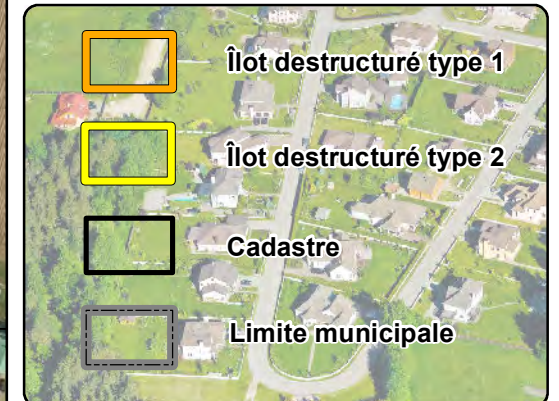 Îlot destructuré type 1
Îlot destructuré type 2
Cadastre
Limite municipale